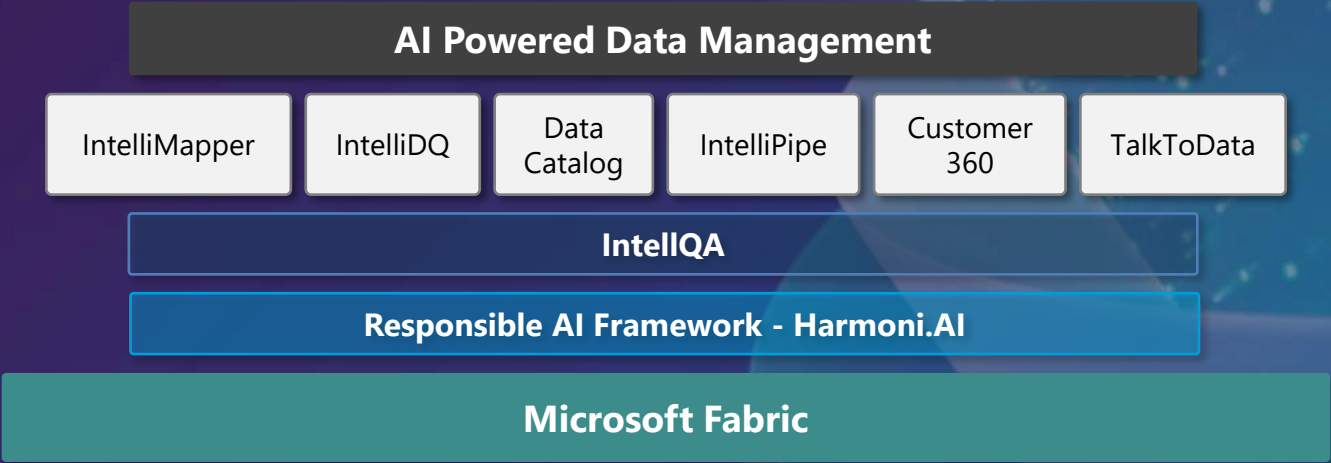 AI Powered Data Management
IntelliMapper
IntelliDQ
Data
Catalog
IntelliPipe
Customer
360
TalkToData
IntellQA
Responsible AI Framework - Harmoni.AI
Microsoft Fabric